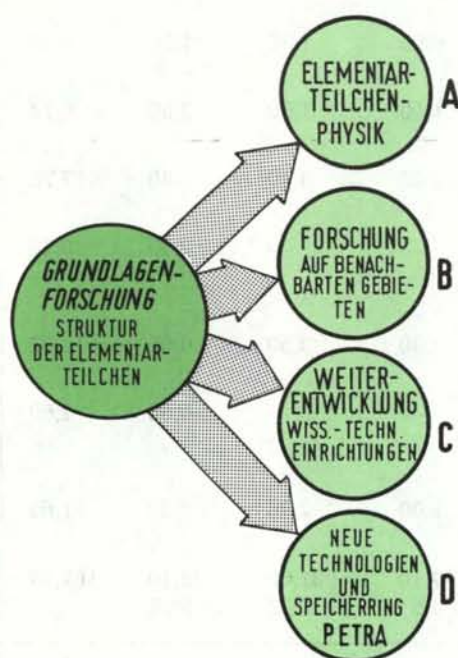 GRUNDLAGEN-
FORSCHUNG
STRUKTUR
DER ELEMENTAR-
TEILCHEN
ELEMENTAR-
TEILCHEN-
PHYSIK
A
FORSCHUNG
AUF BENACH-
BARTEN GEBIE-
TEN
B
WEITER-
ENTWICKLUNG
WISS.-TECHN.
EINRICHTUNGEN
C
NEUE
TECHNOLOGIEN
UND
SPEICHERRING
PETRA
D